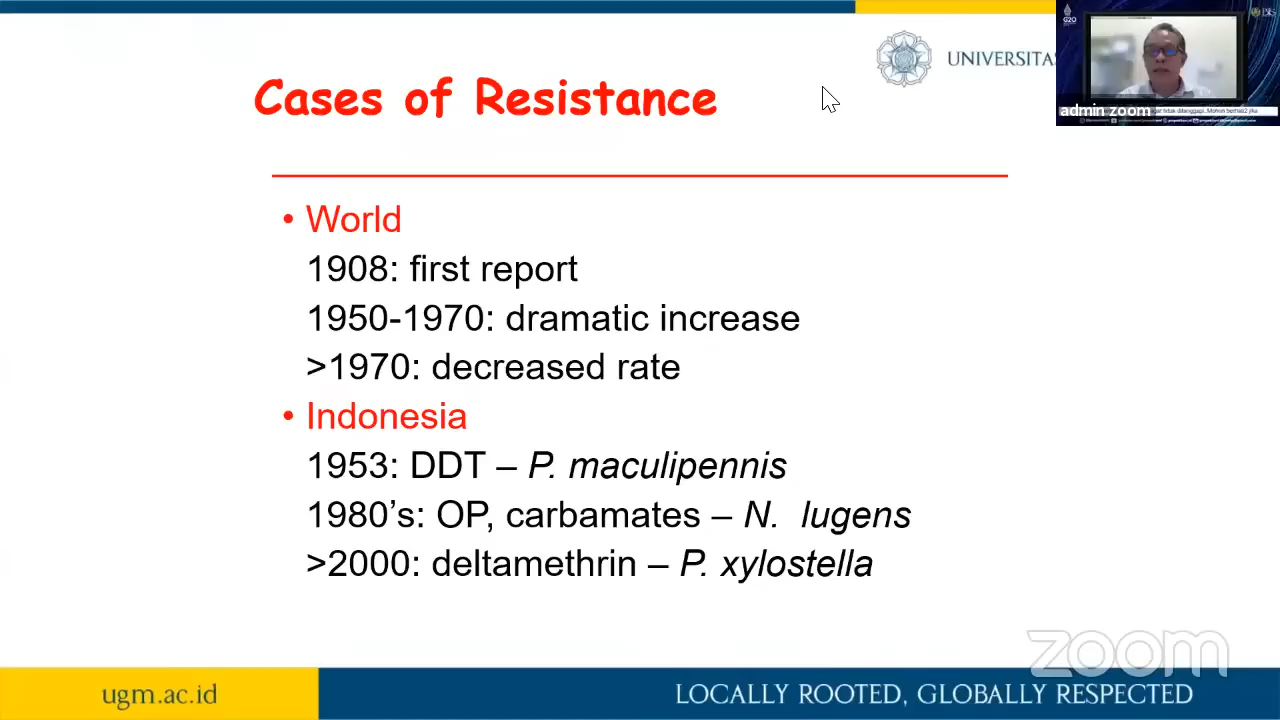 Cases of Resistance
UNIVERSITAS
G20
admin zoom
• World
1908: first report
1950-1970: dramatic increase
>1970: decreased rate
• Indonesia
1953: DDT – P. maculipennis
1980’s: OP, carbamates – N. lugens
>2000: deltamethrin – P. xylostella
zoom
ugm.ac.id
LOCALLY ROOTED, GLOBALLY RESPECTED